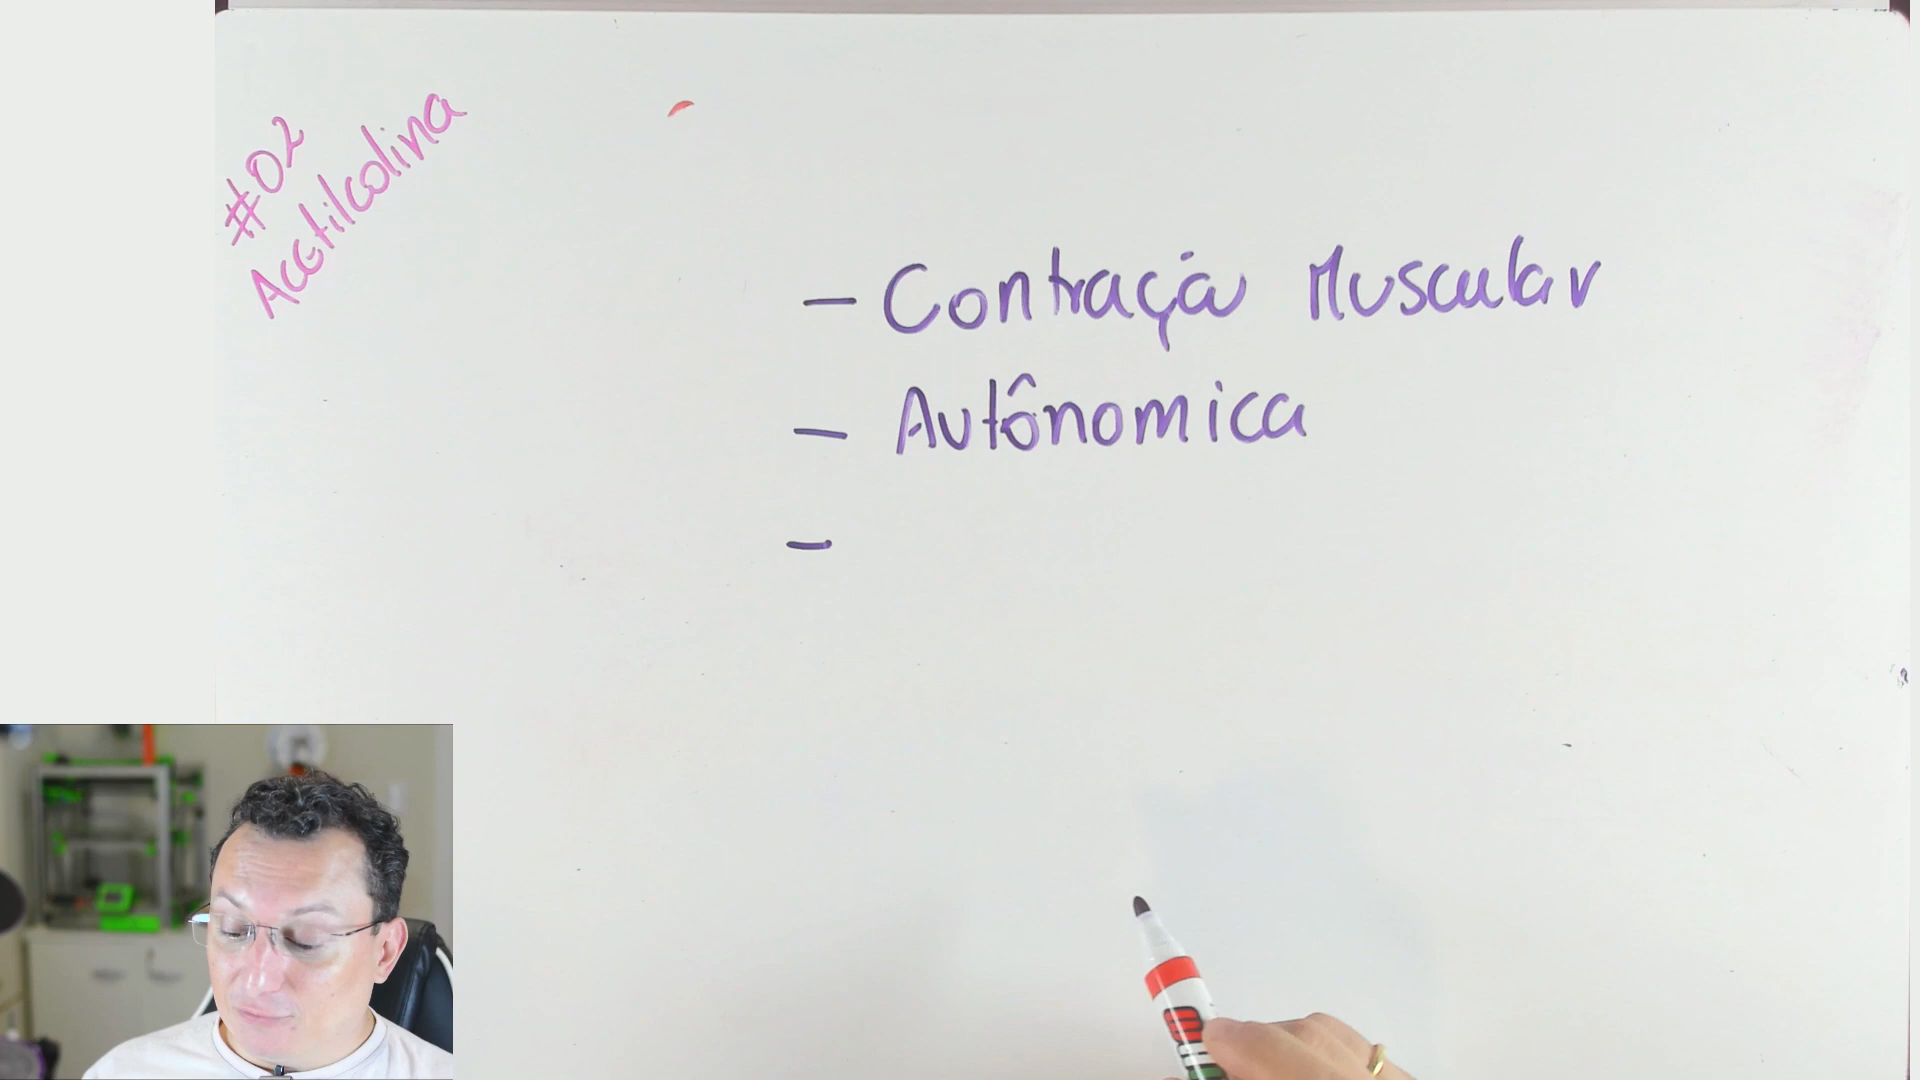 #02
Acetilcolina
- Contração Muscular
- Autônomica
-